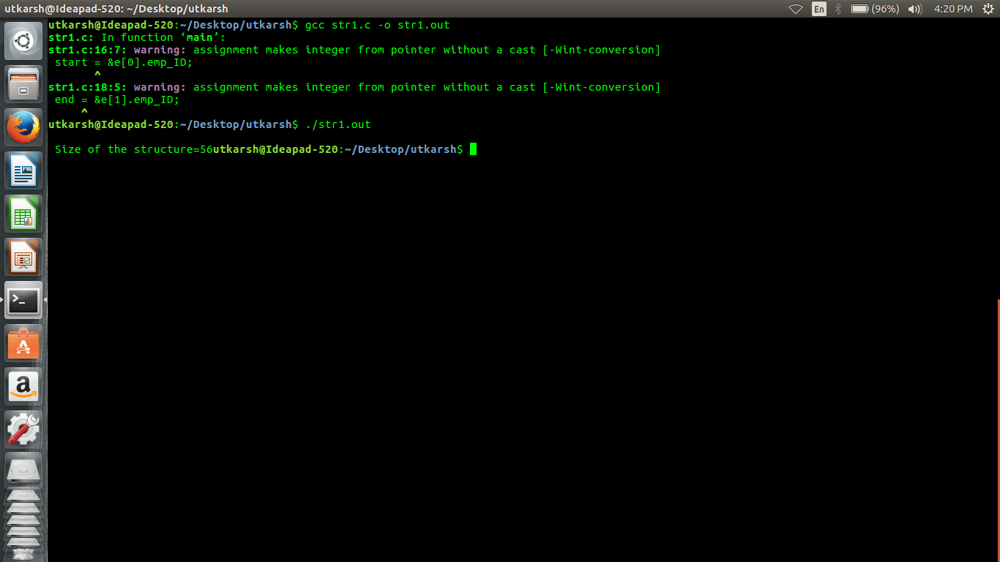 utkarsh@Ideapad-520: ~/Desktop/utkarsh
En
(96%)
4:20 PM
utkarsh@Ideapad-520:~/Desktop/utkarsh$ gcc str1.c -o str1.out
str1.c: In function ‘main’:
str1.c:16:7: warning: assignment makes integer from pointer without a cast [-Wint-conversion]
 start = &e[0].emp_ID;
       ^
str1.c:18:5: warning: assignment makes integer from pointer without a cast [-Wint-conversion]
 end = &e[1].emp_ID;
     ^
utkarsh@Ideapad-520:~/Desktop/utkarsh$ ./str1.out
 Size of the structure=56utkarsh@Ideapad-520:~/Desktop/utkarsh$
>_
A
a